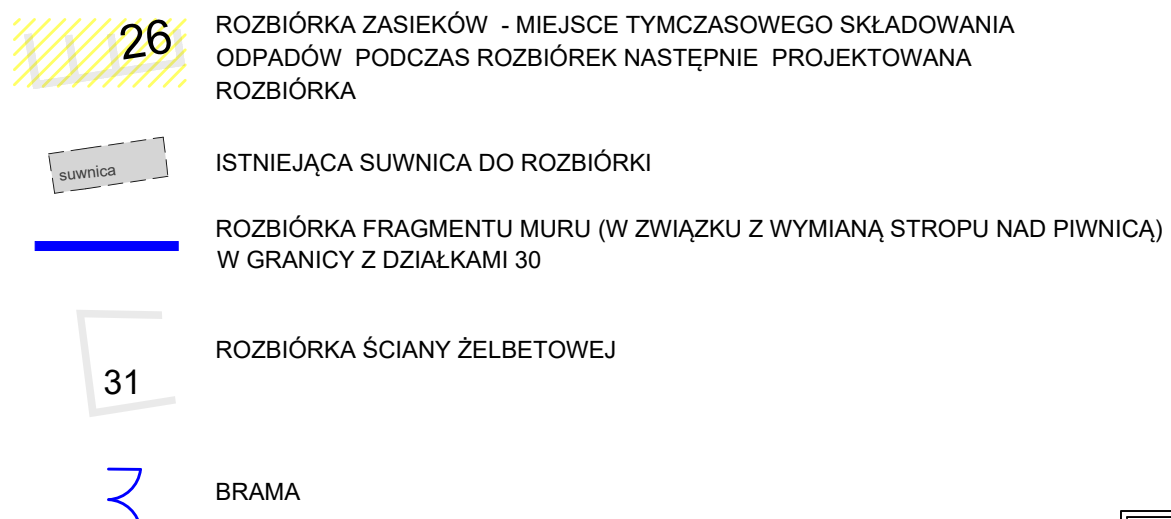 26
ROZBIÓRKA ZASIEKÓW - MIEJSCE TYMCZASOWEGO SKŁADOWANIA
ODPADÓW PODCZAS ROZBIÓREK NASTĘPNIE PROJEKTOWANA
ROZBIÓRKA
suwnica
ISTNIEJĄCA SUWNICA DO ROZBIÓRKI
ROZBIÓRKA FRAGMENTU MURU (W ZWIĄZKU Z WYMIANĄ STROPU NAD PIWNICĄ)
W GRANICY Z DZIAŁKAMI 30
ROZBIÓRKA ŚCIANY ŻELBETOWEJ
31
BRAMA